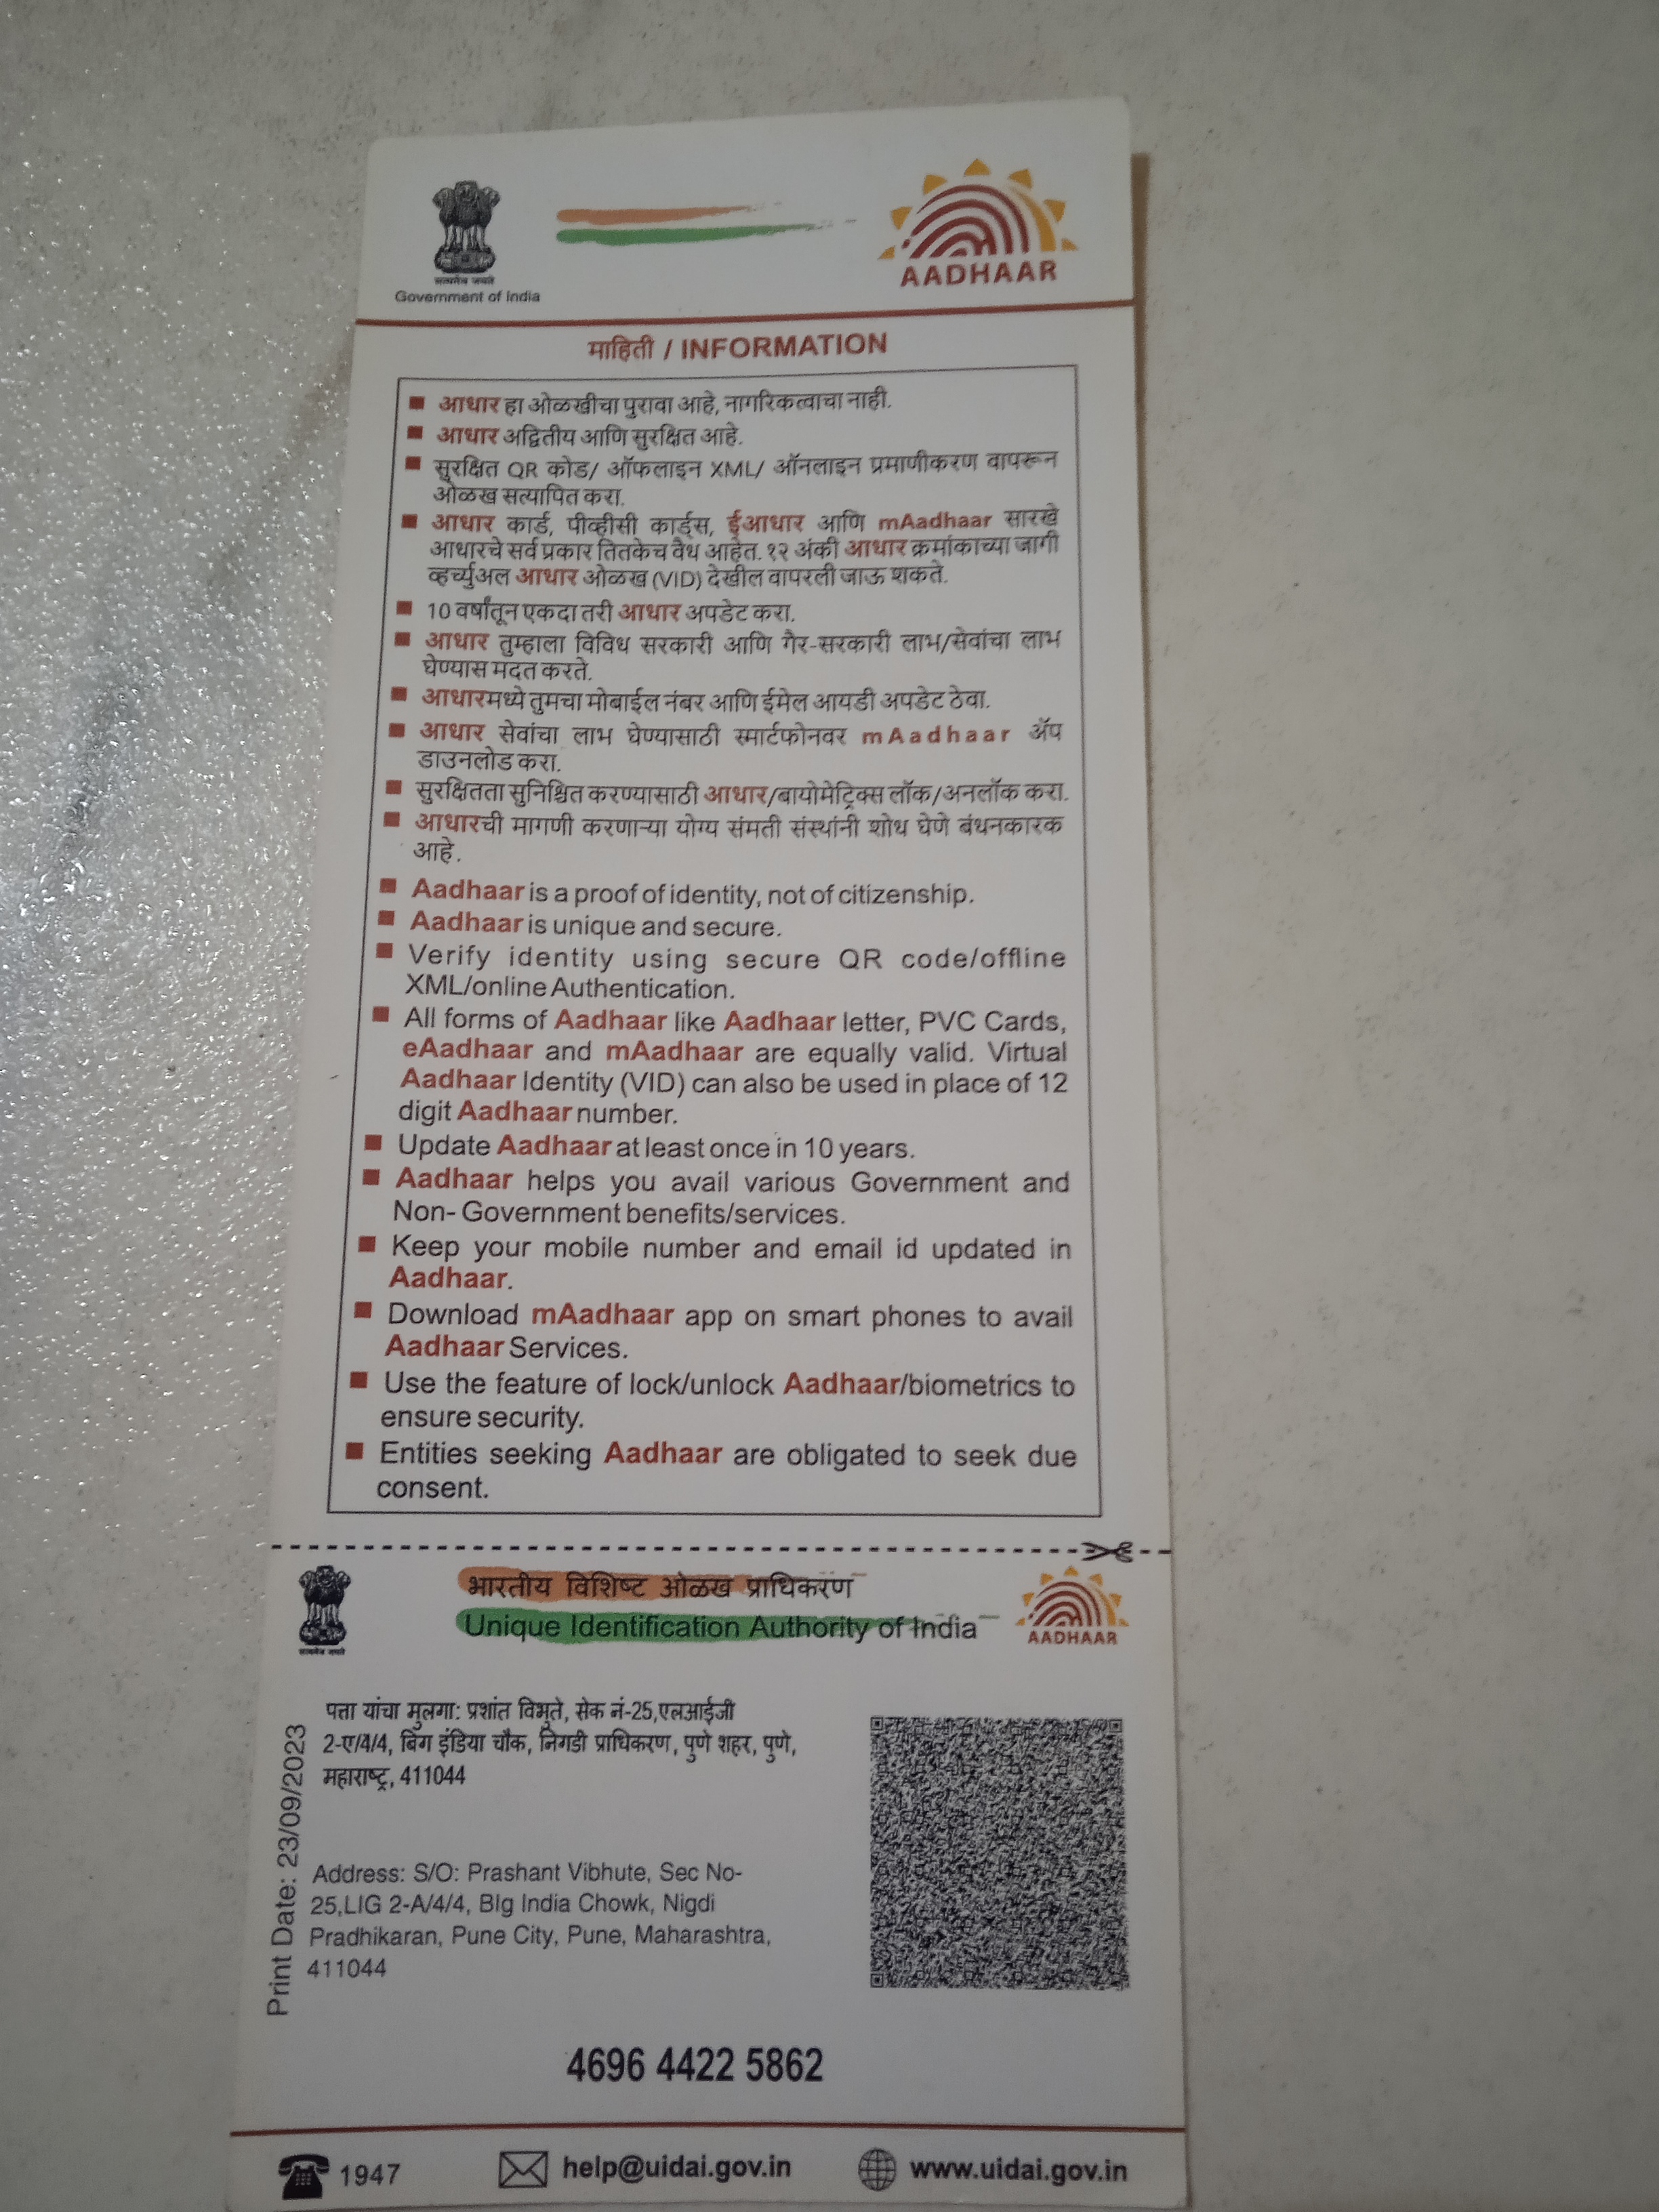 सत्यमेव जयते
Government of India
AADHAAR
माहिती / INFORMATION
आधार हा ओळखीचा पुरावा आहे, नागरिकत्वाचा नाही.
आधार अद्वितीय आणि सुरक्षित आहे.
सुरक्षित QR कोड/ ऑफलाइन XML/ ऑनलाइन प्रमाणीकरण वापरून
ओळख सत्यापित करा.
आधार कार्ड, पीव्हीसी कार्ड्स, ईआधार आणि mAadhaar सारखे
आधारचे सर्व प्रकार तितकेच वैध आहेत. १२ अंकी आधार क्रमांकाच्या जागी
व्हर्च्युअल आधार ओळख (VID) देखील वापरली जाऊ शकते.
10 वर्षांतून एकदा तरी आधार अपडेट करा.
आधार तुम्हाला विविध सरकारी आणि गैर-सरकारी लाभ/सेवांचा लाभ
घेण्यास मदत करते.
आधारमध्ये तुमचा मोबाईल नंबर आणि ईमेल आयडी अपडेट ठेवा.
आधार सेवांचा लाभ घेण्यासाठी स्मार्टफोनवर mAadhaar ॲप
डाउनलोड करा.
सुरक्षितता सुनिश्चित करण्यासाठी आधार/बायोमेट्रिक्स लॉक/अनलॉक करा.
आधारची मागणी करणाऱ्या योग्य संमती संस्थांनी शोध घेणे बंधनकारक
आहे.
Aadhaar is a proof of identity, not of citizenship.
Aadhaar is unique and secure.
Verify identity using secure QR code/offline
XML/online Authentication.
All forms of Aadhaar like Aadhaar letter, PVC Cards,
eAadhaar and mAadhaar are equally valid. Virtual
Aadhaar Identity (VID) can also be used in place of 12
digit Aadhaar number.
Update Aadhaar at least once in 10 years.
Aadhaar helps you avail various Government and
Non- Government benefits/services.
Keep your mobile number and email id updated in
Aadhaar.
Download mAadhaar app on smart phones to avail
Aadhaar Services.
Use the feature of lock/unlock Aadhaar/biometrics to
ensure security.
Entities seeking Aadhaar are obligated to seek due
consent.
सत्यमेव जयते
भारतीय विशिष्ट ओळख प्राधिकरण
Unique Identification Authority of India
AADHAAR
Print Date: 23/09/2023
पत्ता यांचा मुलगा: प्रशांत विभुते, सेक नं-25,एलआईजी
2-ए/4/4, बिग इंडिया चौक, निगडी प्राधिकरण, पुणे शहर, पुणे,
महाराष्ट्र, 411044
Address: S/O: Prashant Vibhute, Sec No-
25,LIG 2-A/4/4, BIg India Chowk, Nigdi
Pradhikaran, Pune City, Pune, Maharashtra,
411044
4696 4422 5862
1947
help@uidai.gov.in
www.uidai.gov.in